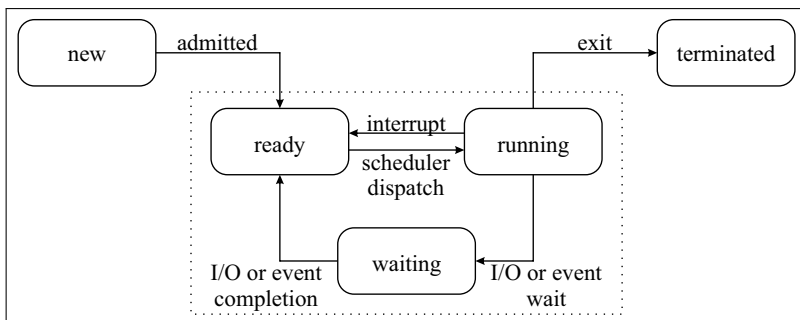 new
admitted
exit
terminated
ready
interrupt
scheduler
dispatch
running
I/O or event
completion
waiting
I/O or event
wait